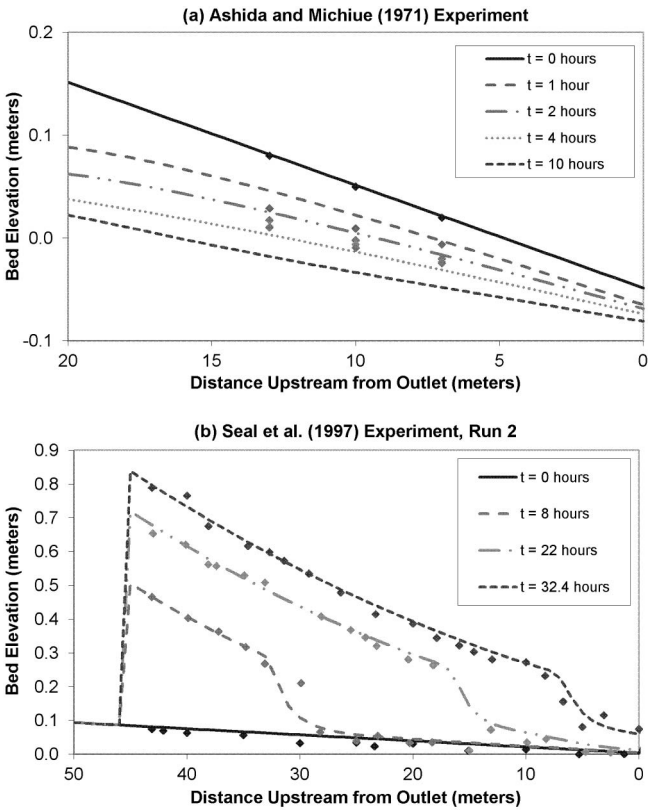 (a) Ashida and Michiue (1971) Experiment
0.2
0.1
0.0
-0.1
Bed Elevation (meters)
t = 0 hours
t = 1 hour
t = 2 hours
t = 4 hours
t = 10 hours
20 15 10 5 0
Distance Upstream from Outlet (meters)
(b) Seal et al. (1997) Experiment, Run 2
0.9
0.8
0.7
0.6
0.5
0.4
0.3
0.2
0.1
0.0
Bed Elevation (meters)
t = 0 hours
t = 8 hours
t = 22 hours
t = 32.4 hours
50 40 30 20 10 0
Distance Upstream from Outlet (meters)